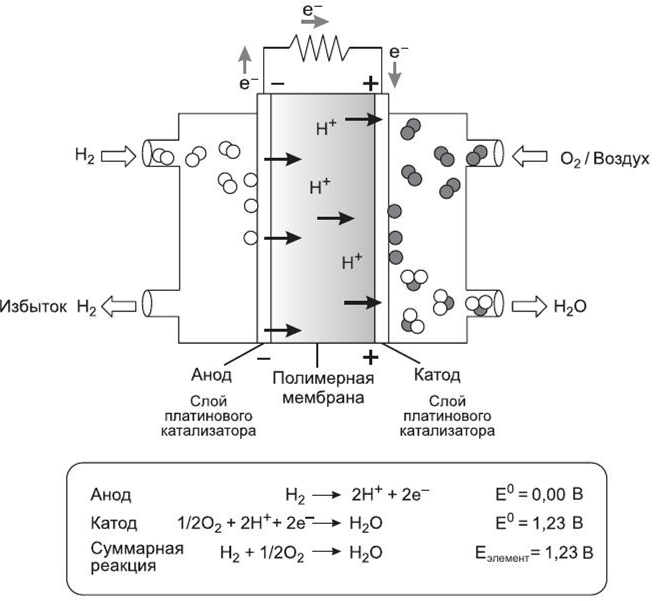 e⁻
e⁻
e⁻
− +
H⁺
H₂
O₂ / Воздух
H⁺
H⁺
Избыток H₂
H₂O
− +
Анод
Полимерная мембрана
Катод
Слой
платинового
катализатора
Слой
платинового
катализатора
Анод H₂ → 2H⁺ + 2e⁻ E⁰ = 0,00 В
Катод 1/2O₂ + 2H⁺ + 2e⁻ → H₂O E⁰ = 1,23 В
Суммарная
реакция H₂ + 1/2O₂ → H₂O Eэлемент = 1,23 В